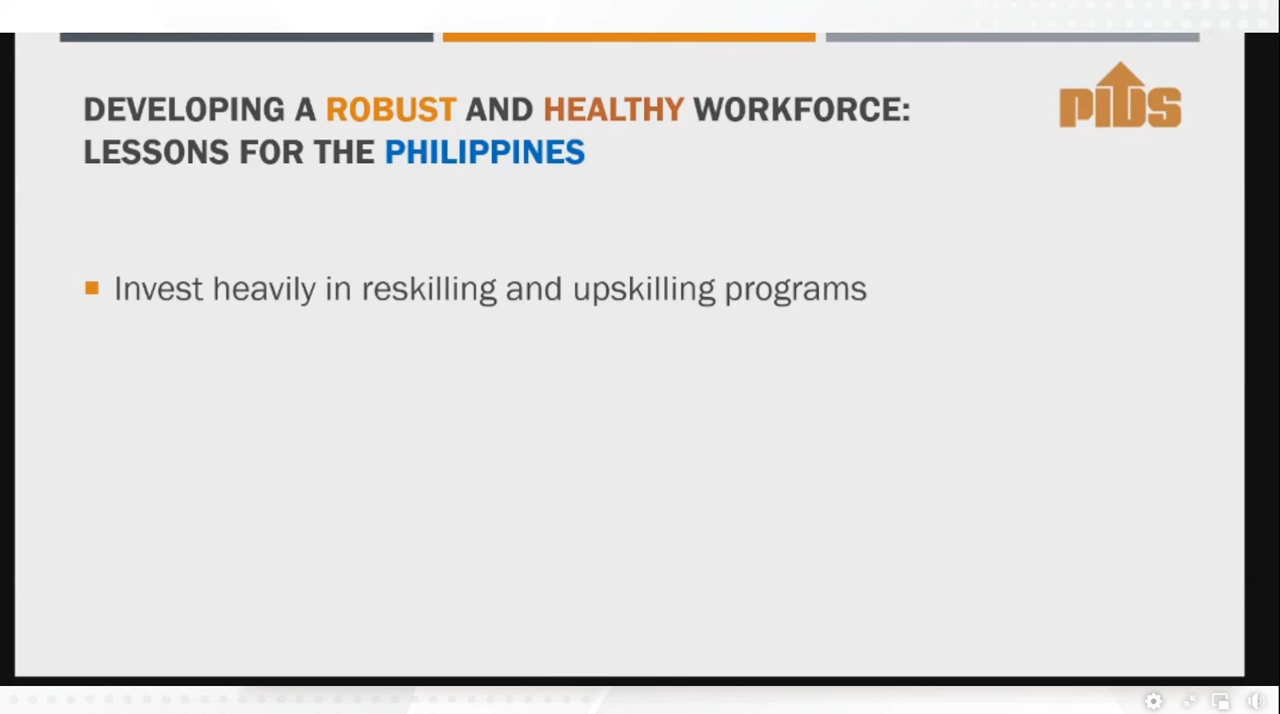 DEVELOPING A ROBUST AND HEALTHY WORKFORCE:
LESSONS FOR THE PHILIPPINES
PIDS
Invest heavily in reskilling and upskilling programs